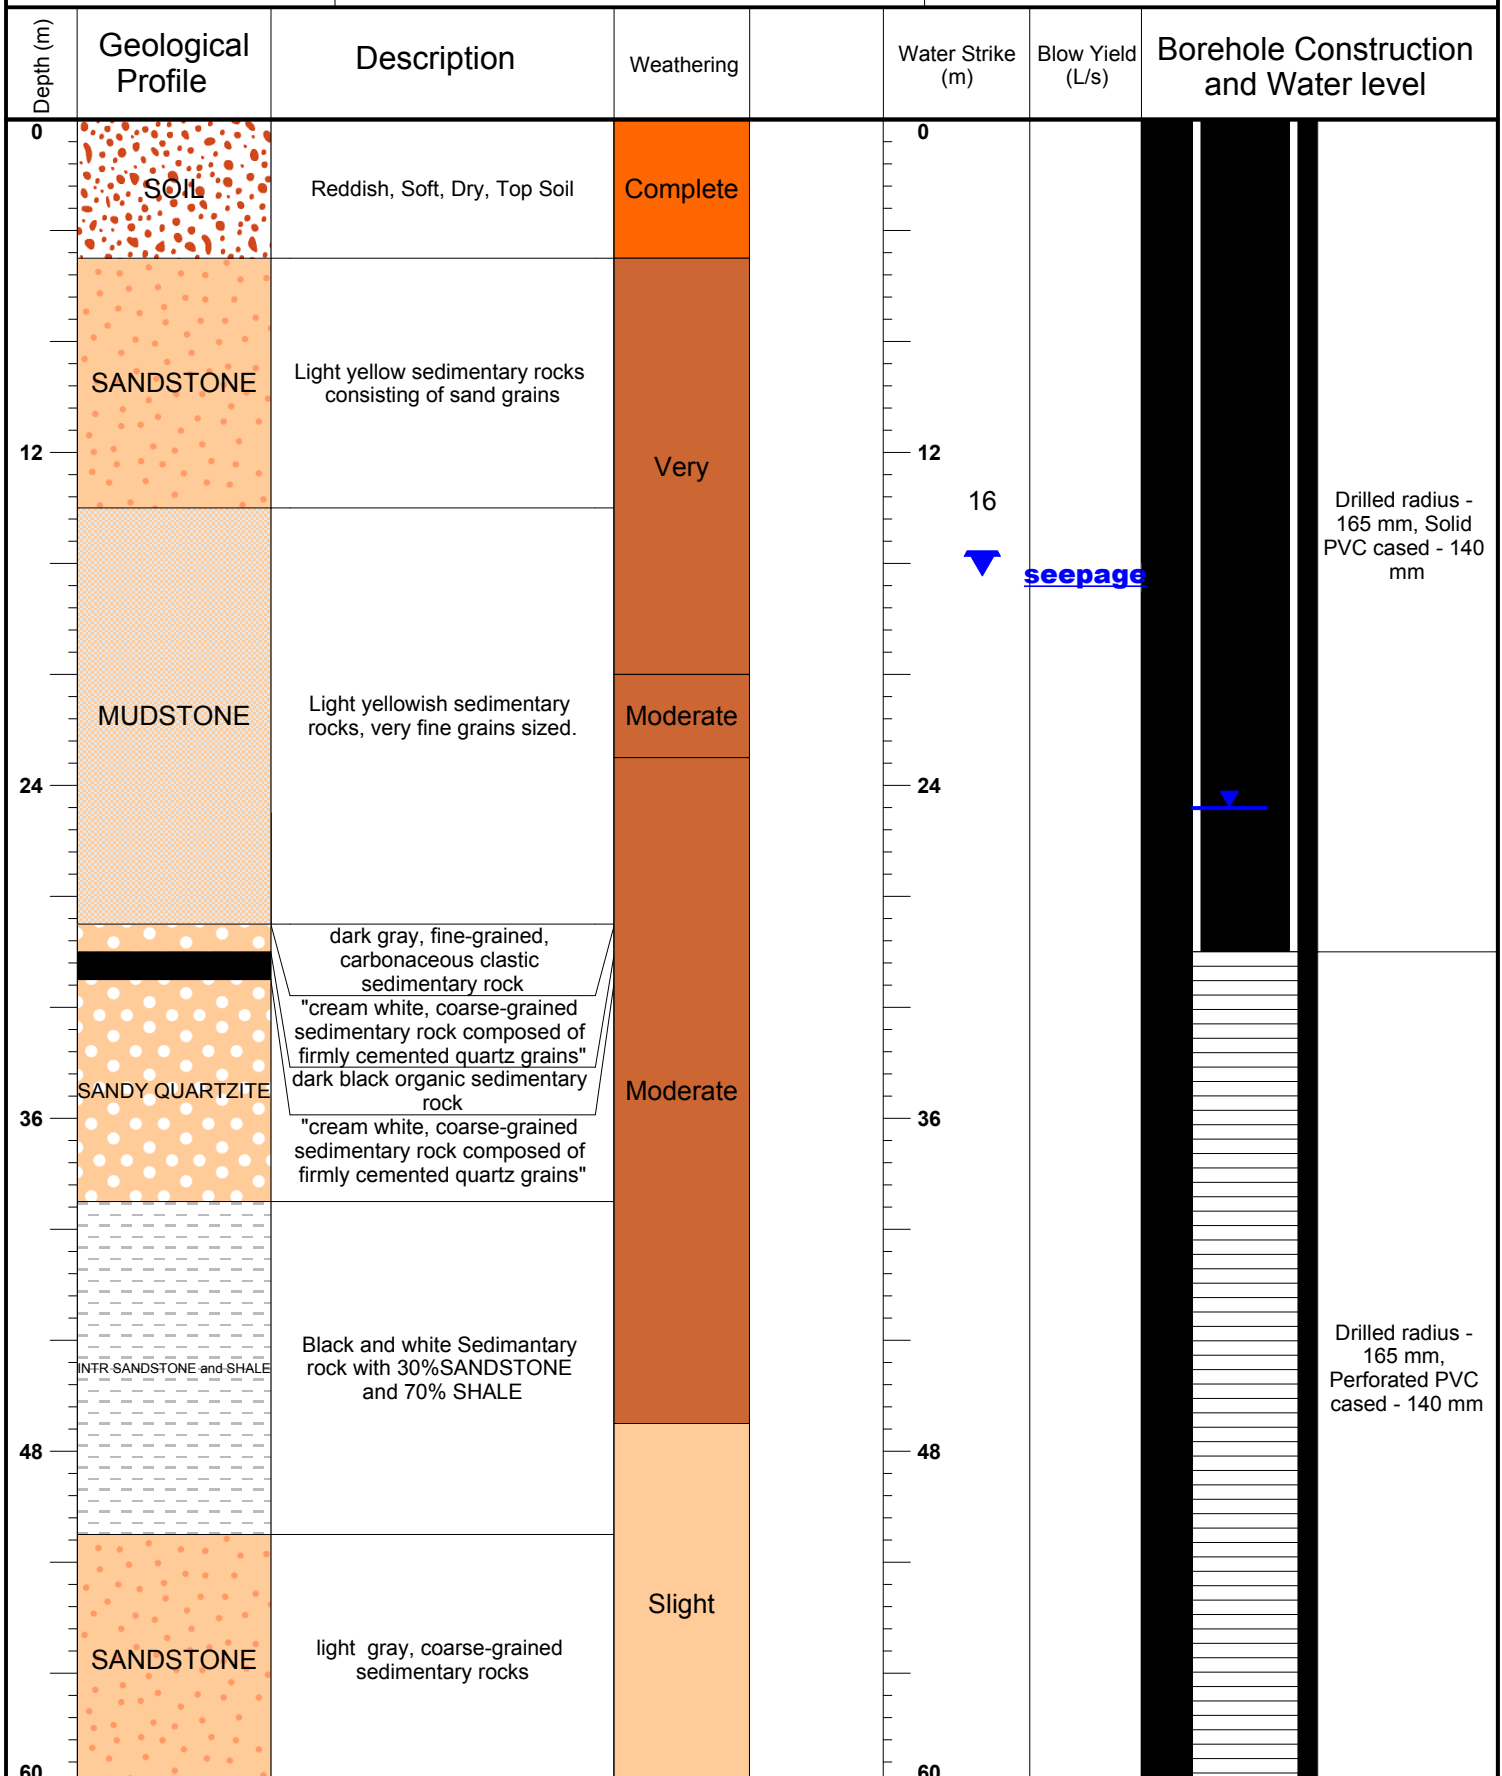 Depth (m)
Geological
Profile
Description
Weathering
Water Strike
(m)
Blow Yield
(L/s)
Borehole Construction
and Water level
0
0
SOIL
Reddish, Soft, Dry, Top Soil
Complete
SANDSTONE
Light yellow sedimentary rocks
consisting of sand grains
12
12
Very
16
seepage
Drilled radius -
165 mm, Solid
PVC cased - 140
mm
MUDSTONE
Light yellowish sedimentary
rocks, very fine grains sized.
Moderate
24
24
dark gray, fine-grained,
carbonaceous clastic
sedimentary rock
"cream white, coarse-grained
sedimentary rock composed of
firmly cemented quartz grains"
dark black organic sedimentary
rock
SANDY QUARTZITE
Moderate
36
36
"cream white, coarse-grained
sedimentary rock composed of
firmly cemented quartz grains"
INTR SANDSTONE and SHALE
Black and white Sedimantary
rock with 30%SANDSTONE
and 70% SHALE
Drilled radius -
165 mm,
Perforated PVC
cased - 140 mm
48
48
Slight
SANDSTONE
light  gray, coarse-grained
sedimentary rocks
60
60